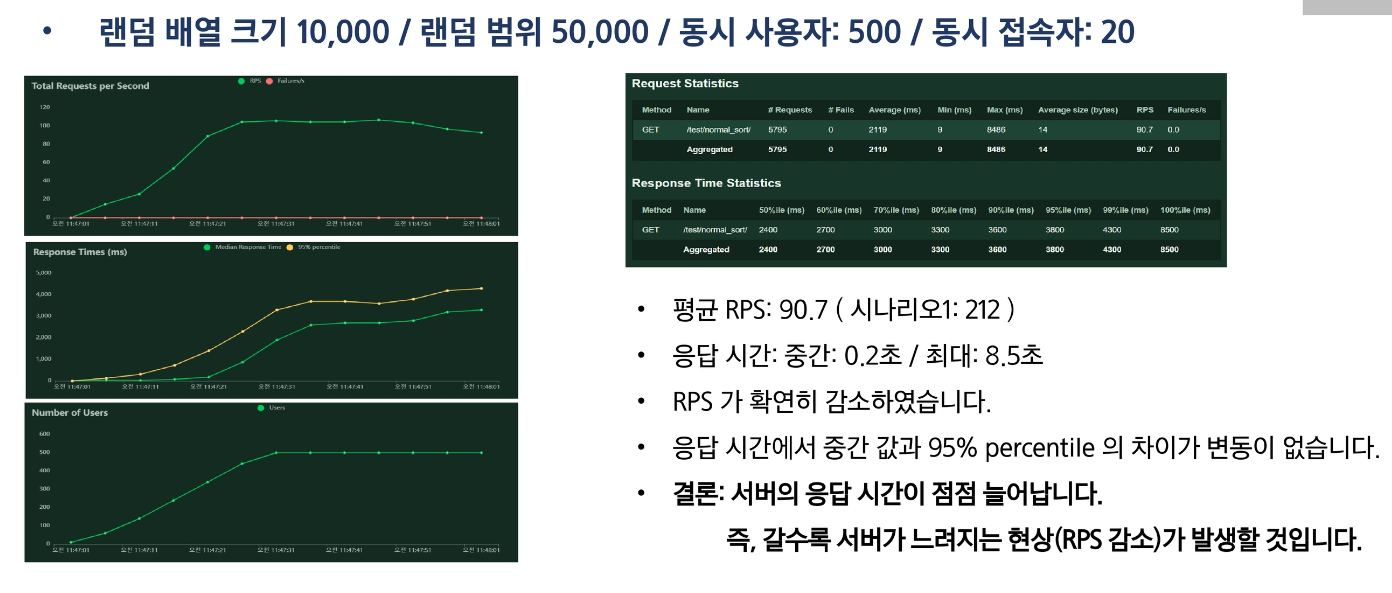 • 랜덤 배열 크기 10,000 / 랜덤 범위 50,000 / 동시 사용자: 500 / 동시 접속자: 20
Total Requests per Second
RPS Failures/s
120
100
80
60
40
20
0
오전 11:47:01 오전 11:47:11 오전 11:47:21 오전 11:47:31 오전 11:47:41 오전 11:47:51 오전 11:48:01
Response Times (ms)
Median Response Time 95% percentile
5,000
4,000
3,000
2,000
1,000
0
오전 11:47:01 오전 11:47:11 오전 11:47:21 오전 11:47:31 오전 11:47:41 오전 11:47:51 오전 11:48:01
Number of Users
Users
600
500
400
300
200
100
0
오전 11:47:01 오전 11:47:11 오전 11:47:21 오전 11:47:31 오전 11:47:41 오전 11:47:51 오전 11:48:01
Request Statistics
Method Name # Requests # Fails Average (ms) Min (ms) Max (ms) Average size (bytes) RPS Failures/s
GET /test/normal_sort/ 5795 0 2119 9 8486 14 90.7 0.0
Aggregated 5795 0 2119 9 8486 14 90.7 0.0
Response Time Statistics
Method Name 50%ile (ms) 60%ile (ms) 70%ile (ms) 80%ile (ms) 90%ile (ms) 95%ile (ms) 99%ile (ms) 100%ile (ms)
GET /test/normal_sort/ 2400 2700 3000 3300 3600 3800 4300 8500
Aggregated 2400 2700 3000 3300 3600 3800 4300 8500
• 평균 RPS: 90.7 ( 시나리오1: 212 )
• 응답 시간: 중간: 0.2초 / 최대: 8.5초
• RPS 가 확연히 감소하였습니다.
• 응답 시간에서 중간 값과 95% percentile 의 차이가 변동이 없습니다.
• 결론: 서버의 응답 시간이 점점 늘어납니다.
즉, 갈수록 서버가 느려지는 현상(RPS 감소)가 발생할 것입니다.